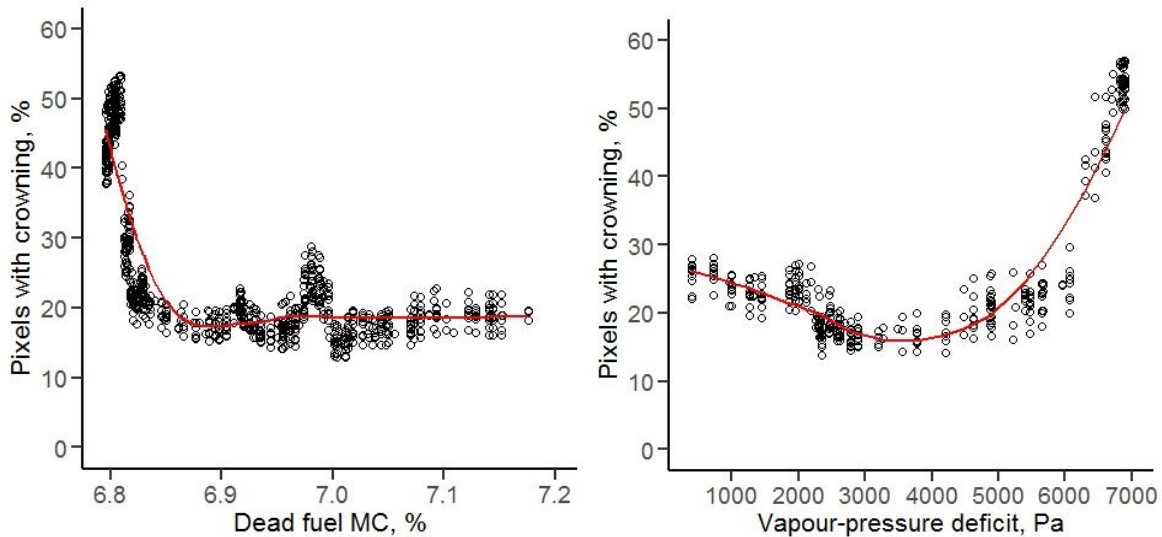 Pixels with crowning, %
60
50
40
30
20
10
0
6.8 6.9 7.0 7.1 7.2
Dead fuel MC, %
Pixels with crowning, %
60
50
40
30
20
10
0
1000 2000 3000 4000 5000 6000 7000
Vapour-pressure deficit, Pa